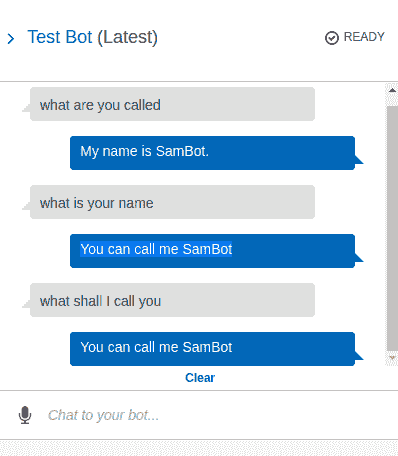 Test Bot (Latest)
READY
what are you called
My name is SamBot.
what is your name
You can call me SamBot
what shall I call you
You can call me SamBot
Clear
Chat to your bot...